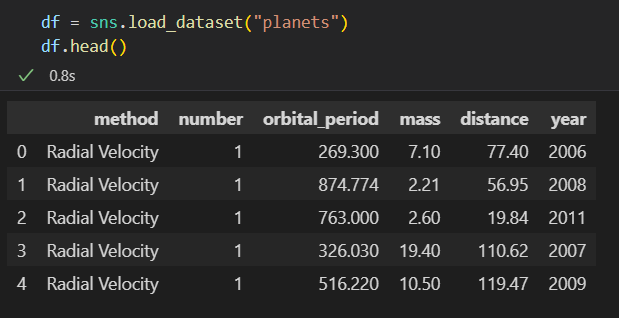 df = sns.load_dataset("planets")
df.head()
0.8s
method number orbital_period mass distance year
0 Radial Velocity 1 269.300 7.10 77.40 2006
1 Radial Velocity 1 874.774 2.21 56.95 2008
2 Radial Velocity 1 763.000 2.60 19.84 2011
3 Radial Velocity 1 326.030 19.40 110.62 2007
4 Radial Velocity 1 516.220 10.50 119.47 2009